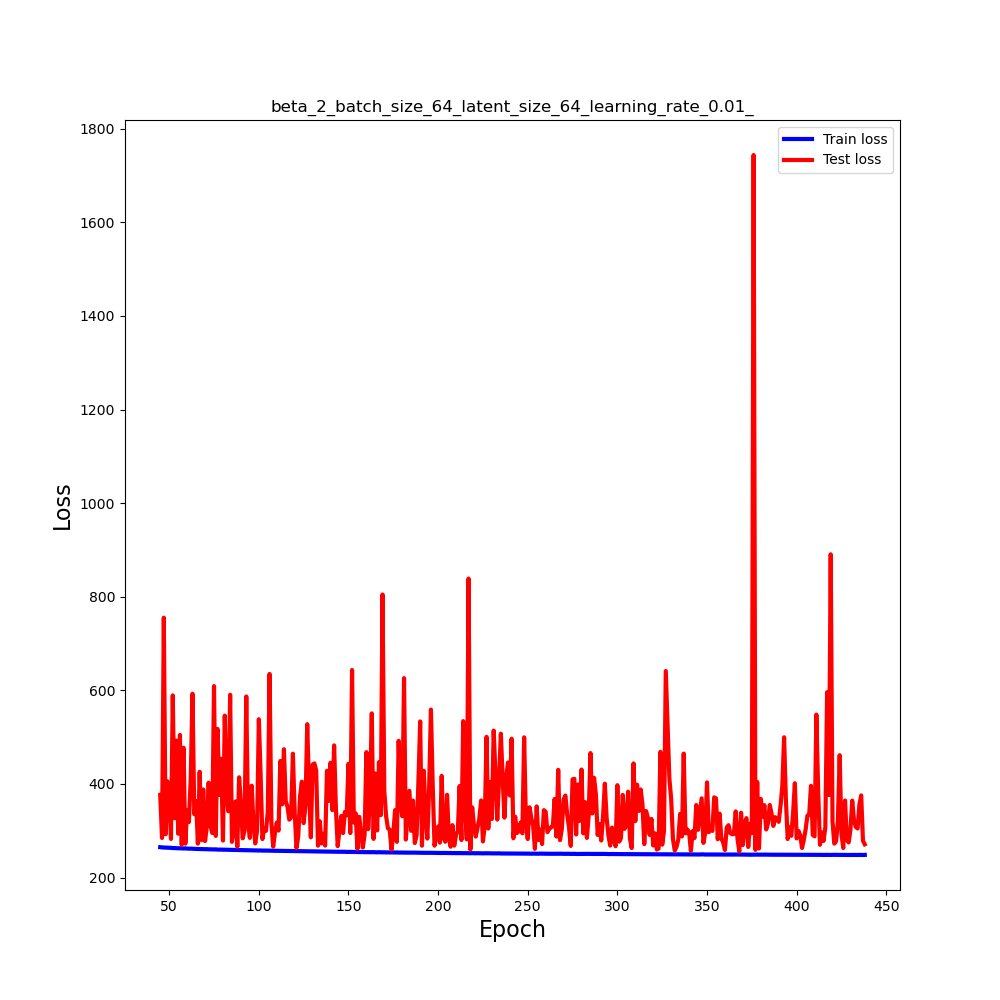 beta_2_batch_size_64_latent_size_64_learning_rate_0.01_
Train loss
Test loss
1800
1600
1400
1200
1000
800
600
400
200
Loss
50 100 150 200 250 300 350 400 450
Epoch